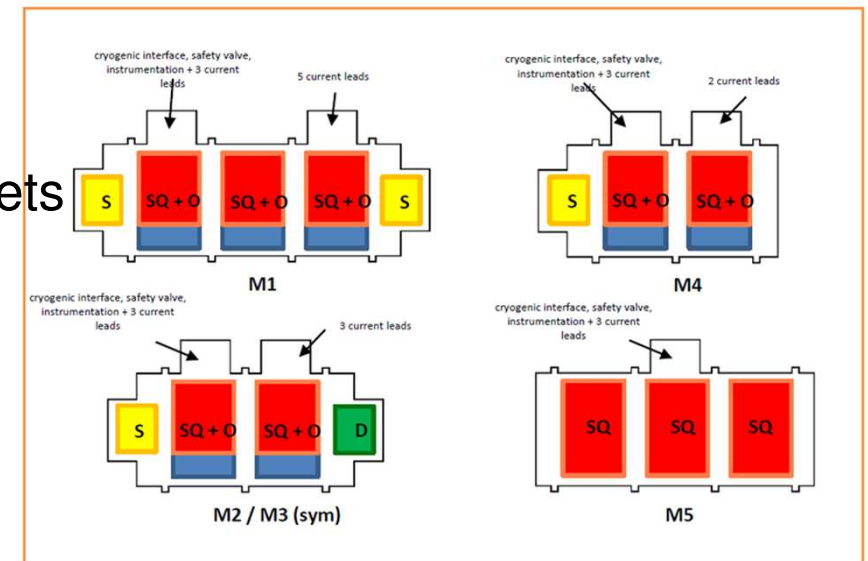 cryogenic interface, safety valve,
instrumentation + 3 current
leads
5 current leads
ets
S
SQ + O
SQ + O
SQ + O
S
M1
cryogenic interface, safety valve,
instrumentation + 3 current
leads
2 current leads
S
SQ + O
SQ + O
M4
cryogenic interface, safety valve,
instrumentation + 3 current
leads
3 current leads
S
SQ + O
SQ + O
D
M2 / M3 (sym)
cryogenic interface, safety valve,
instrumentation + 3 current
leads
SQ
SQ
SQ
M5